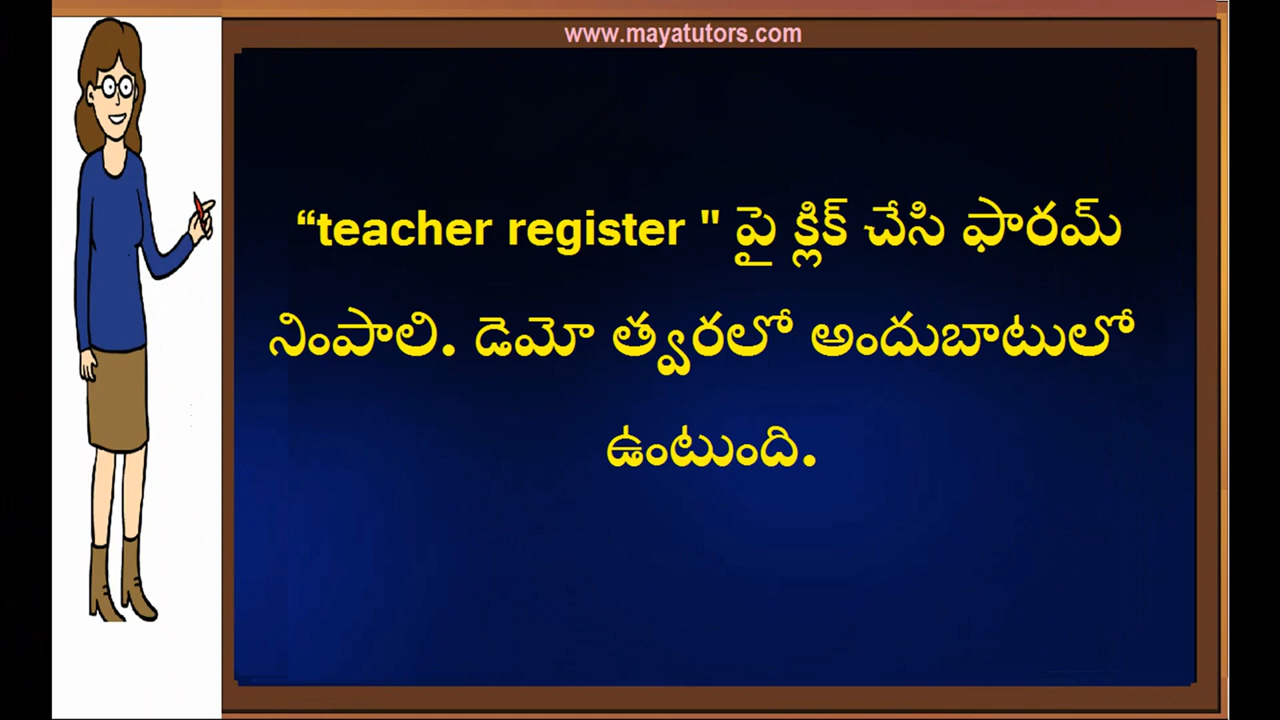 www.mayatutors.com
“teacher register " పై క్లిక్ చేసి ఫారమ్
నింపాలి. డెమో త్వరలో అందుబాటులో
ఉంటుంది.